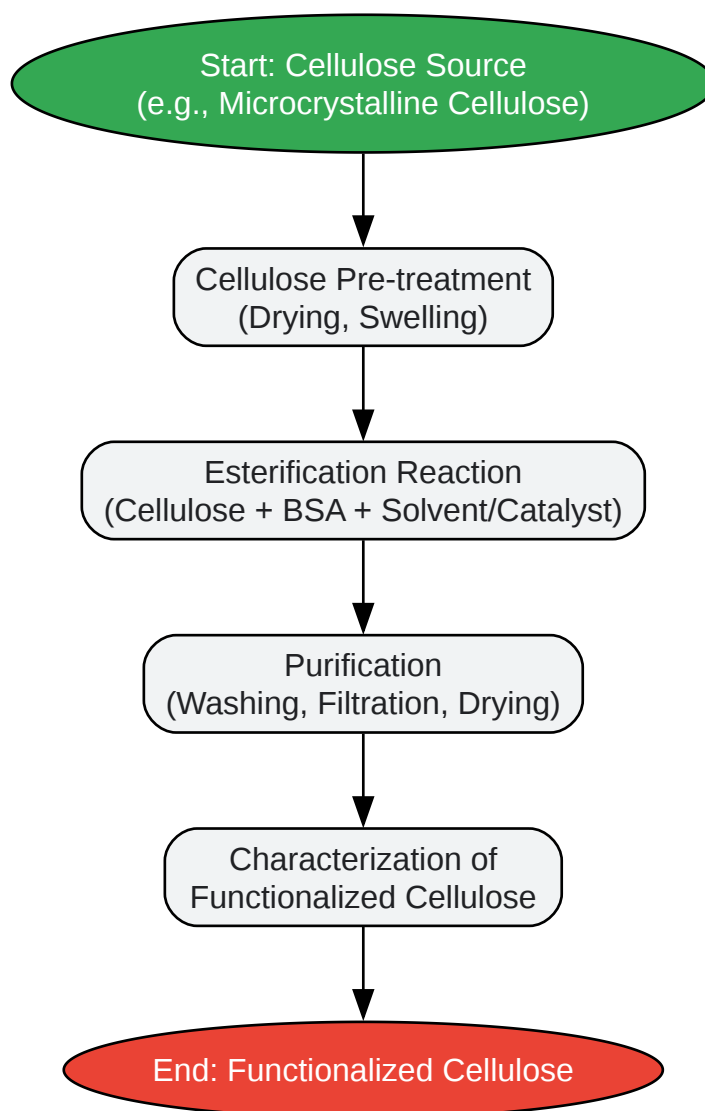 Start: Cellulose Source
(e.g., Microcrystalline Cellulose)
Cellulose Pre-treatment
(Drying, Swelling)
Esterification Reaction
(Cellulose + BSA + Solvent/Catalyst)
Purification
(Washing, Filtration, Drying)
Characterization of
Functionalized Cellulose
End: Functionalized Cellulose